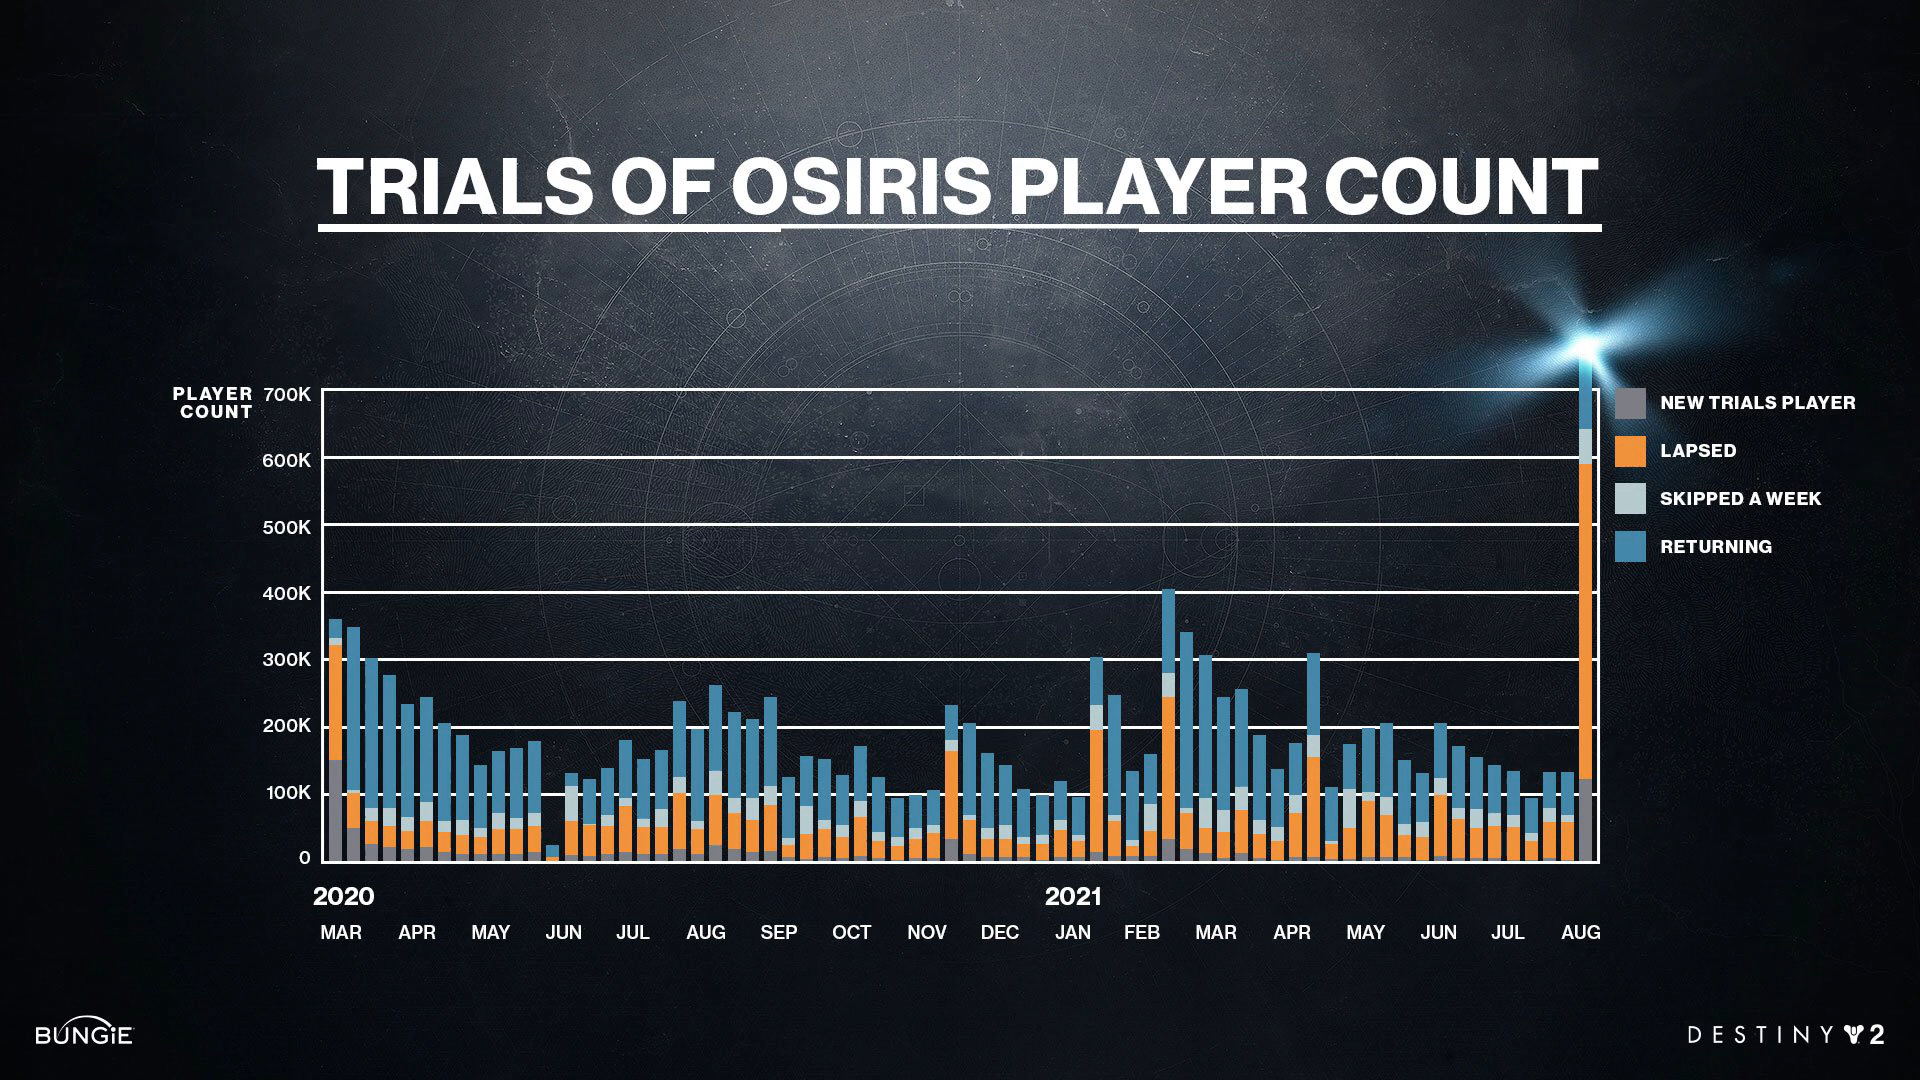 TRIALS OF OSIRIS PLAYER COUNT
PLAYER
COUNT
700K
600K
500K
400K
300K
200K
100K
0
NEW TRIALS PLAYER
LAPSED
SKIPPED A WEEK
RETURNING
2020 2021
MAR APR MAY JUN JUL AUG SEP OCT NOV DEC JAN FEB MAR APR MAY JUN JUL AUG
BUNGiE
DESTINY 2